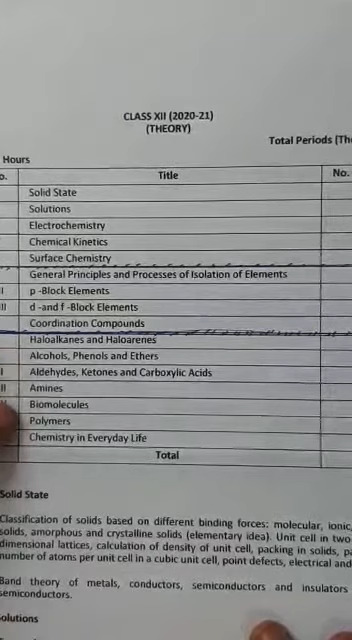 CLASS XII (2020-21)
(THEORY)
Total Periods (Th
Hours
o. Title No.
Solid State
Solutions
Electrochemistry
Chemical Kinetics
Surface Chemistry
General Principles and Processes of Isolation of Elements
I p -Block Elements
II d -and f -Block Elements
Coordination Compounds
Haloalkanes and Haloarenes
Alcohols, Phenols and Ethers
I Aldehydes, Ketones and Carboxylic Acids
II Amines
Biomolecules
Polymers
Chemistry in Everyday Life
Total
Solid State
Classification of solids based on different binding forces: molecular, ionic,
solids, amorphous and crystalline solids (elementary idea). Unit cell in two
dimensional lattices, calculation of density of unit cell, packing in solids, pa
number of atoms per unit cell in a cubic unit cell, point defects, electrical and
Band theory of metals, conductors, semiconductors and insulators
semiconductors.
olutions